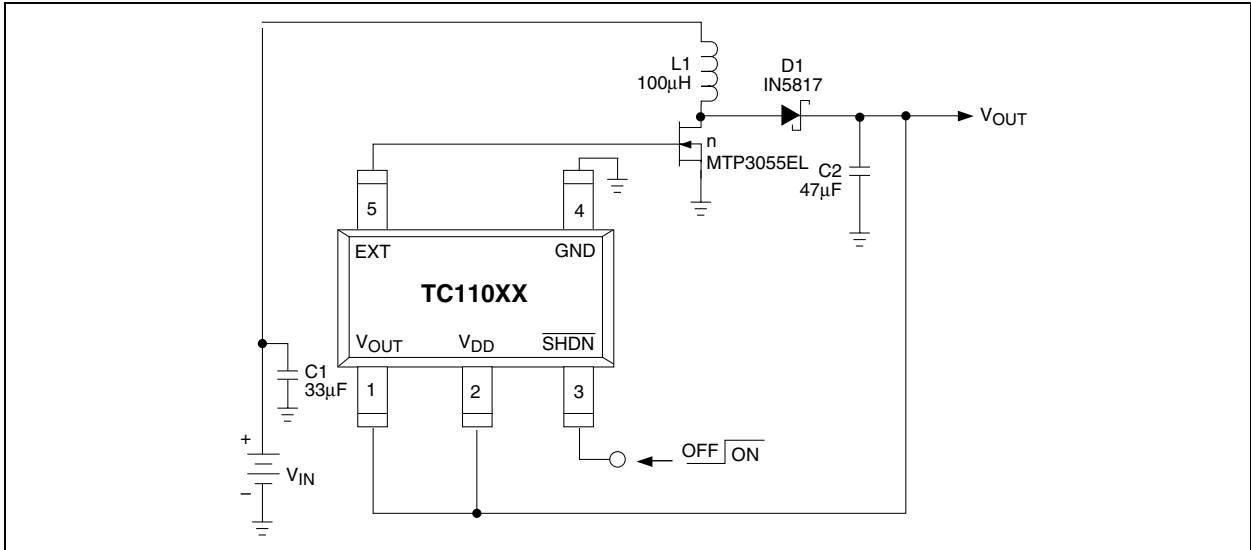 L1
100μH
D1
IN5817
VOUT
n
MTP3055EL
C2
47μF
5
4
EXT
GND
TC110XX
VOUT
VDD
SHDN
C1
33μF
1
2
3
+
VIN
–
OFF ON